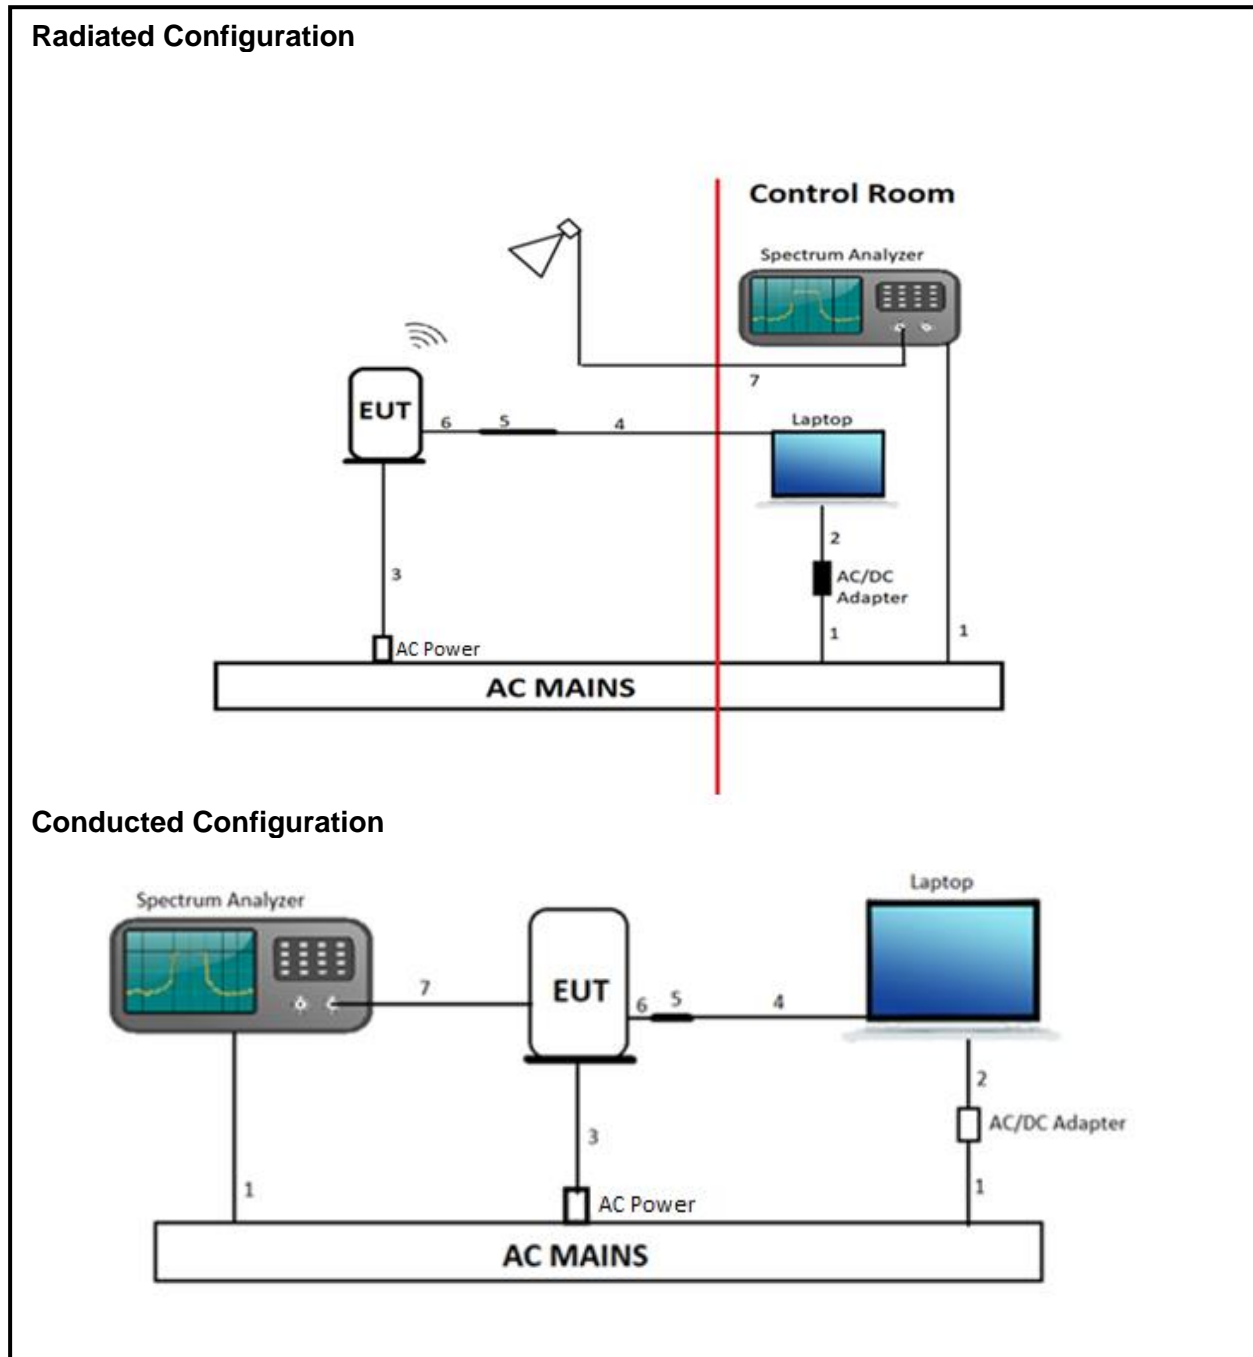 Radiated Configuration
Control Room
Spectrum Analyzer
7
EUT
6
5
4
Laptop
2
3
AC/DC
Adapter
1
1
AC Power
AC MAINS
Conducted Configuration
Spectrum Analyzer
Laptop
7
EUT
6
5
4
2
3
AC/DC Adapter
1
AC Power
1
AC MAINS